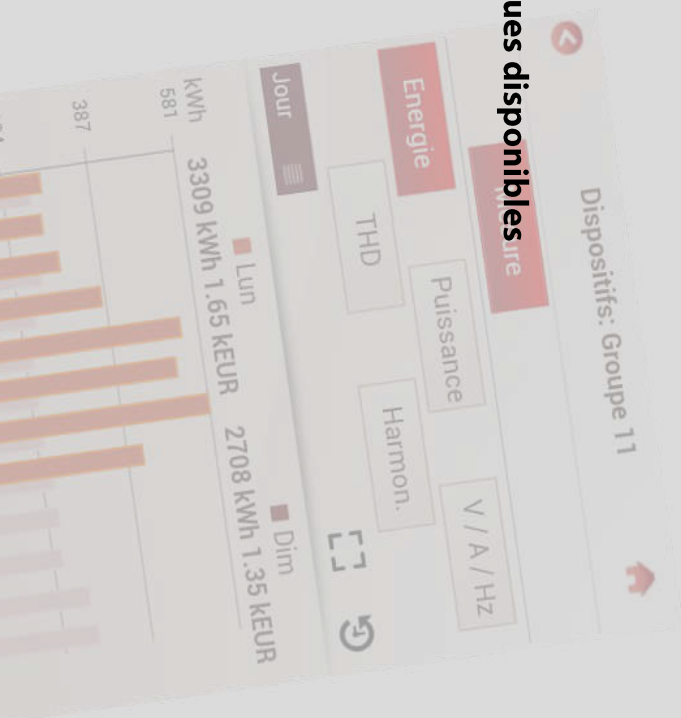 ues disponibles
Dispositifs: Groupe 11
Energie
Puissance
V / A / Hz
THD
Harmon.
Jour
kWh
581
387
Lun
Dim
3309 kWh 1.65 kEUR
2708 kWh 1.35 kEUR